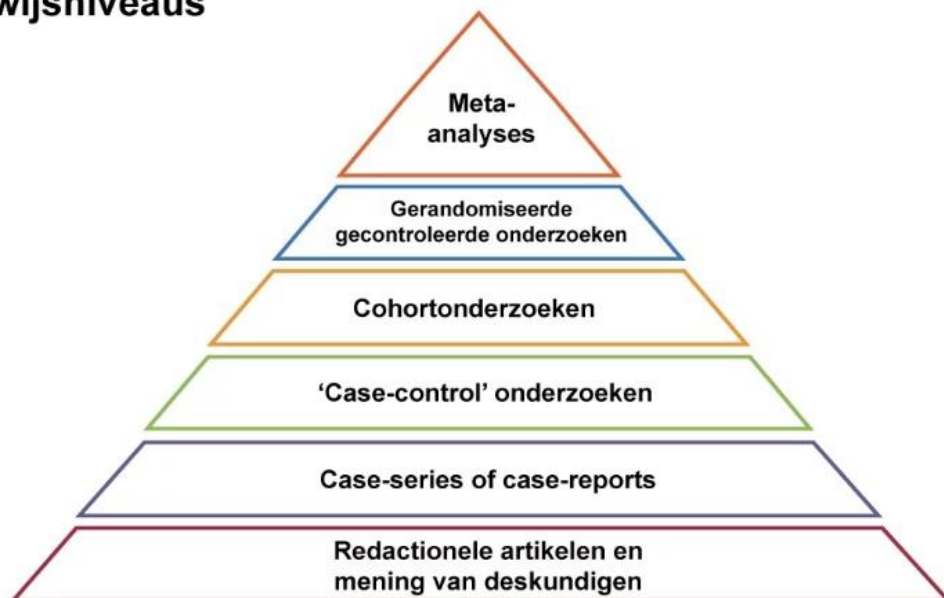 wijsniveaus
Meta-
analyses
Gerandomiseerde
gecontroleerde onderzoeken
Cohortonderzoeken
‘Case-control’ onderzoeken
Case-series of case-reports
Redactionele artikelen en
mening van deskundigen